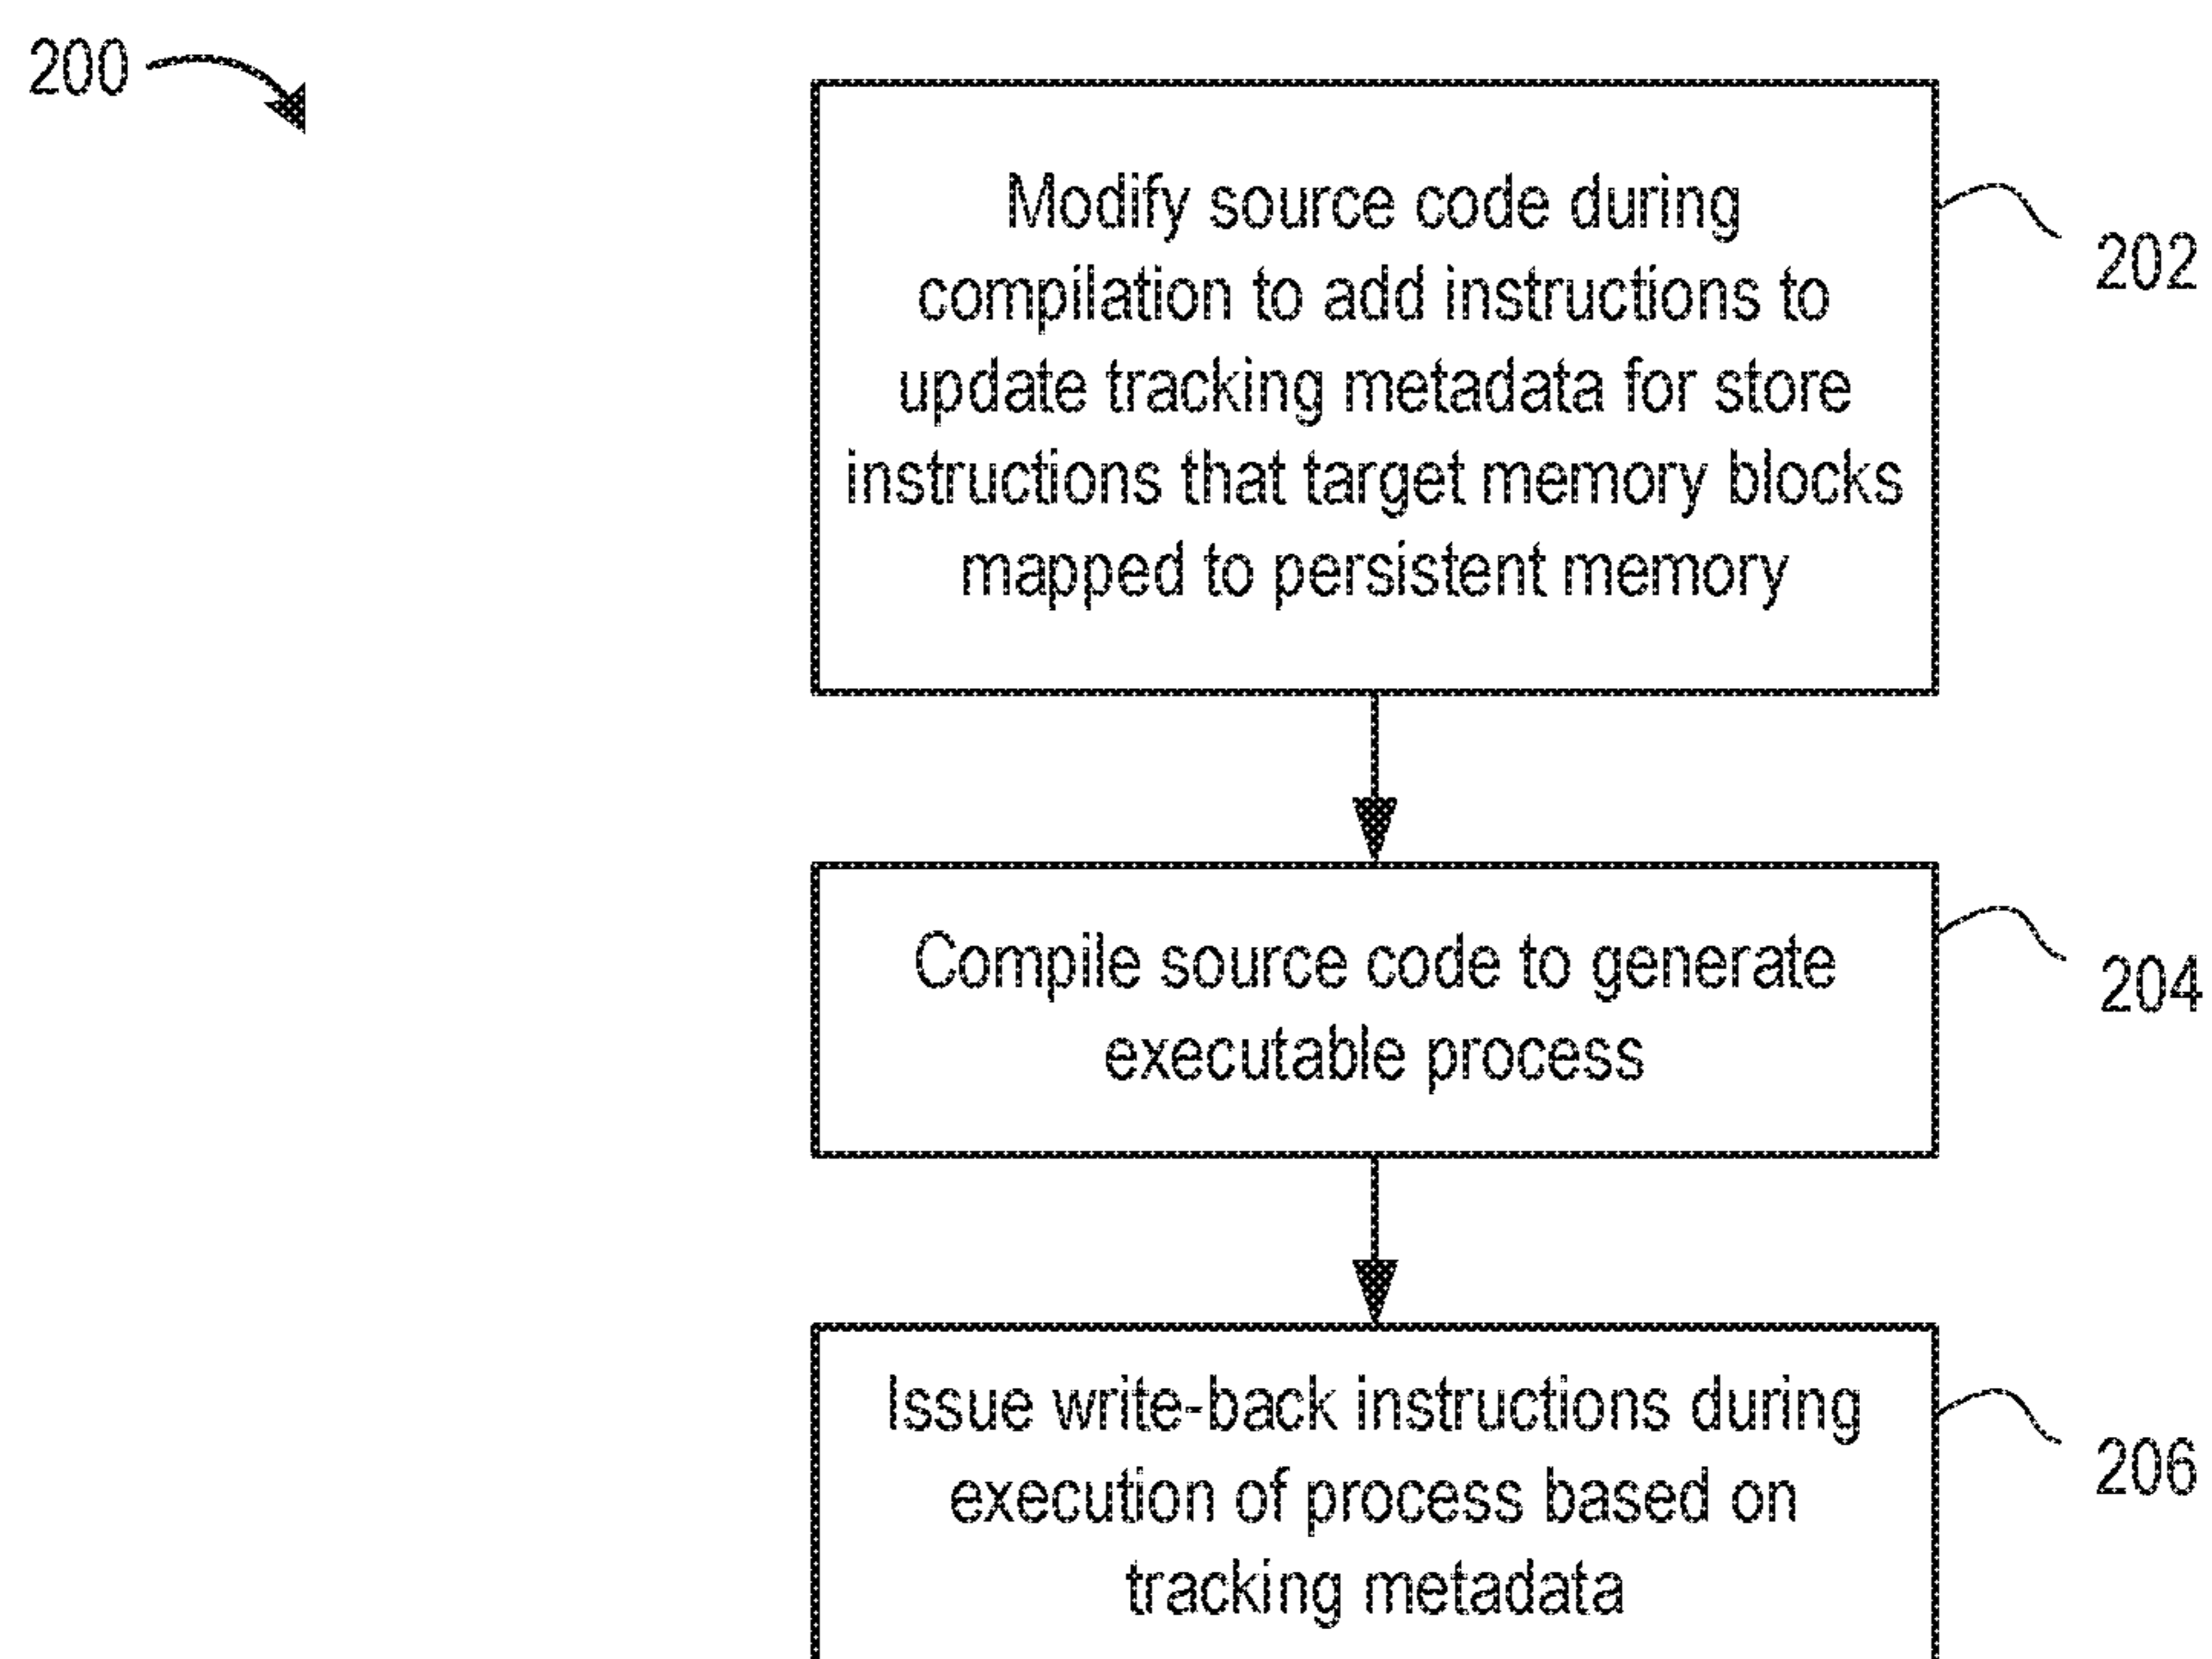 200
Modify source code during
compilation to add instructions to
update tracking metadata for store
instructions that target memory blocks
mapped to persistent memory
202
Compile source code to generate
executable process
204
Issue write-back instructions during
execution of process based on
tracking metadata
206